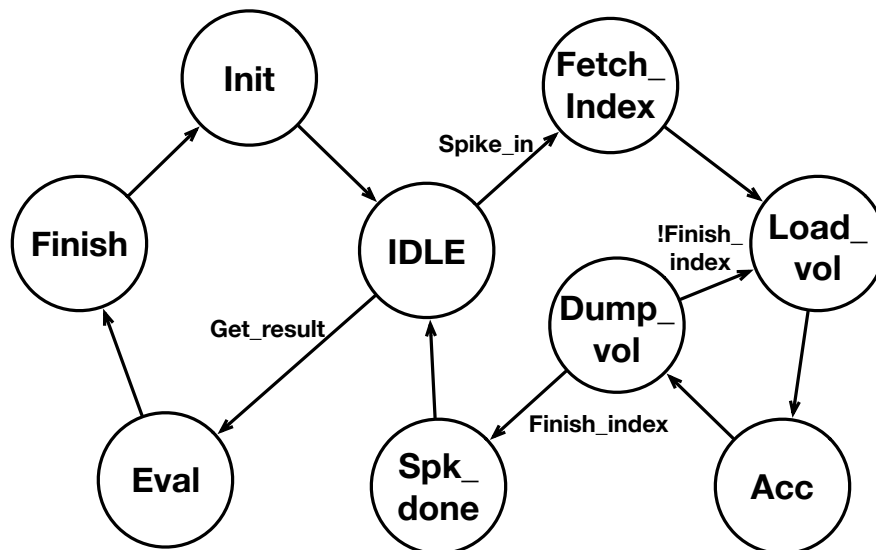 Init
Fetch_
Index
Spike_in
Finish
IDLE
!Finish_
index
Load_
vol
Dump_
vol
Get_result
Finish_index
Eval
Spk_
done
Acc